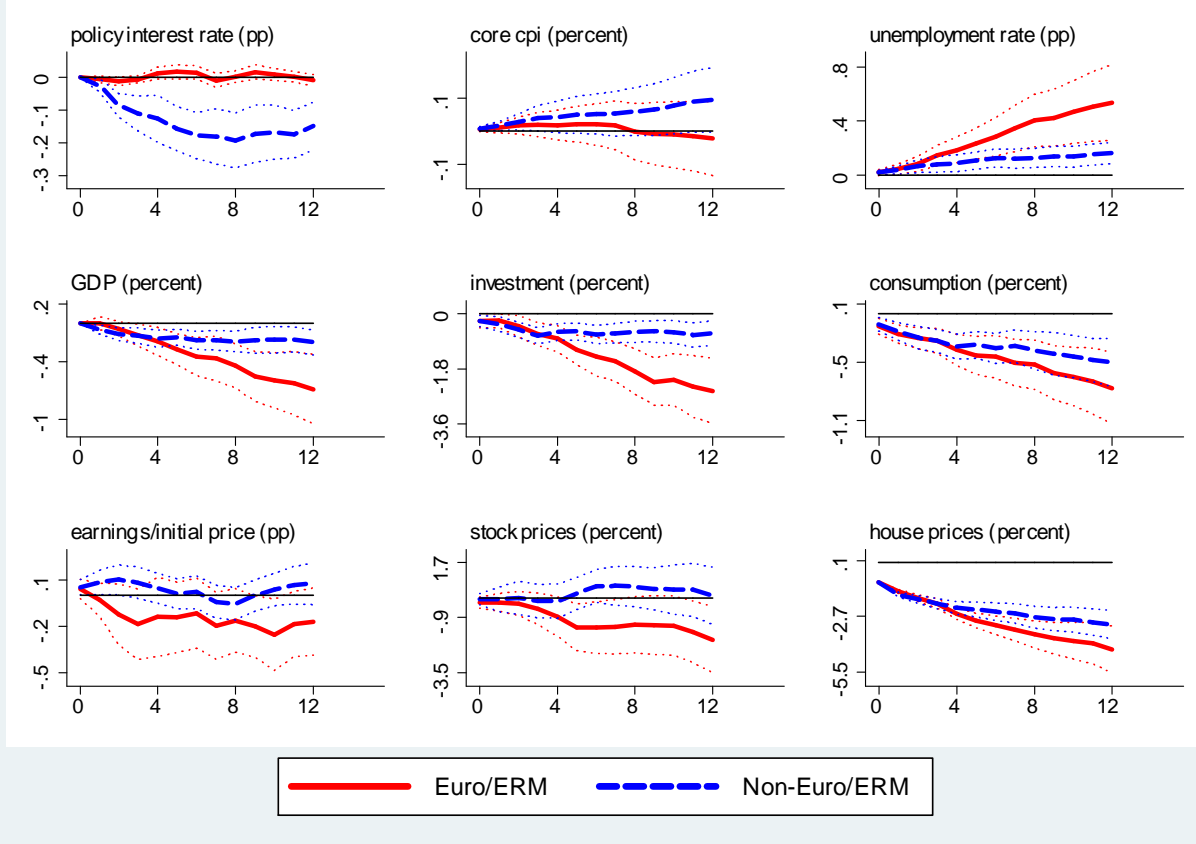 policy interest rate (pp)
0
-.1
-.2
-.3
0 4 8 12
core cpi (percent)
.1
-.1
0 4 8 12
unemployment rate (pp)
.8
.4
0
0 4 8 12
GDP (percent)
.2
-.4
-1
0 4 8 12
investment (percent)
0
-1.8
-3.6
0 4 8 12
consumption (percent)
.1
-.5
-1.1
0 4 8 12
earnings/initial price (pp)
.1
-.2
-.5
0 4 8 12
stock prices (percent)
1.7
-.9
-3.5
0 4 8 12
house prices (percent)
.1
-2.7
-5.5
0 4 8 12
Euro/ERM Non-Euro/ERM